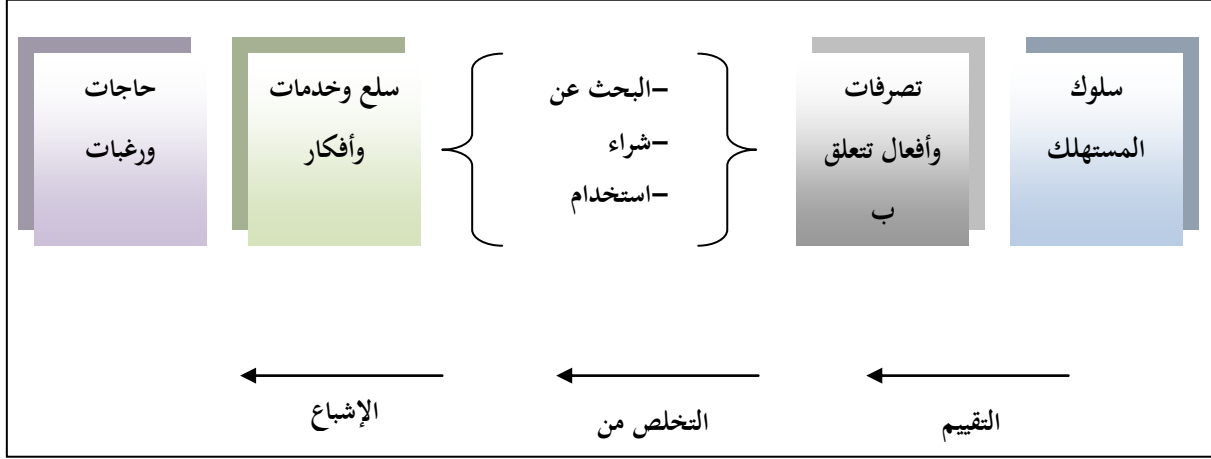 سلوك
المستهلك
تصرفات
وأفعال تتعلق
ب
–البحث عن
–شراء
–استخدام
سلع وخدمات
وأفكار
حاجات
ورغبات
التقييم
التخلص من
الإشباع